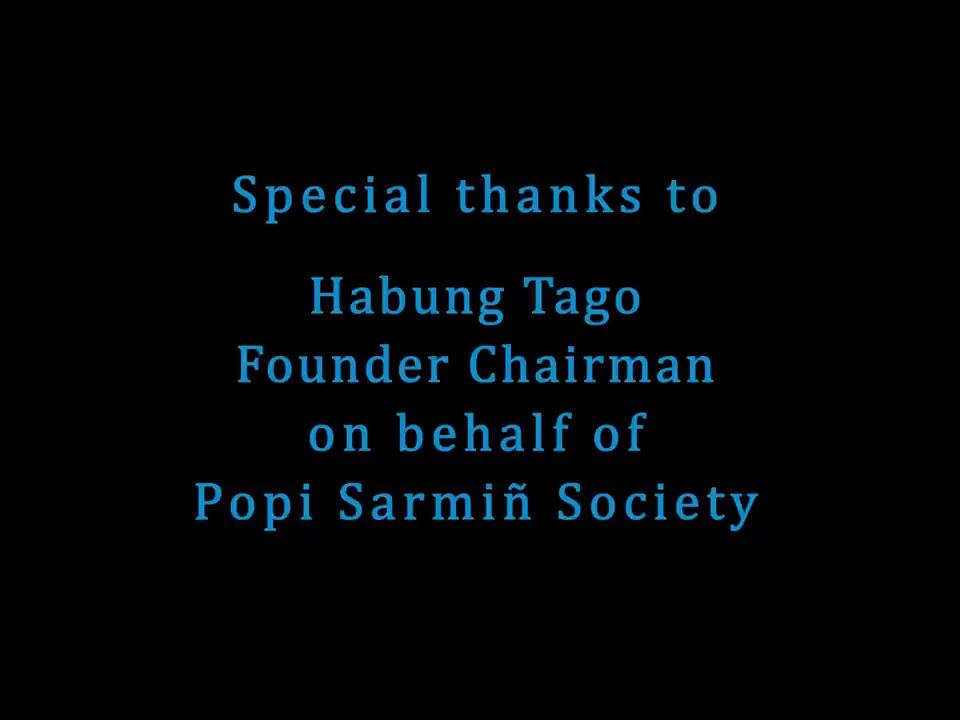 Special thanks to
Habung Tago
Founder Chairman
on behalf of
Popi Sarmiñ Society